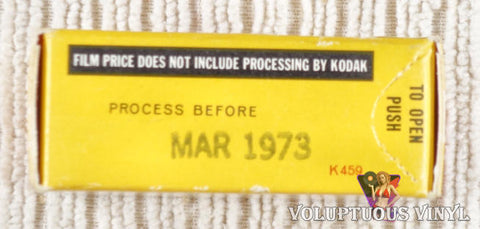 FILM PRICE DOES NOT INCLUDE PROCESSING BY KODAK
PROCESS BEFORE
MAR 1973
K459
TO OPEN
PUSH
VOLUPTUOUS VINYL